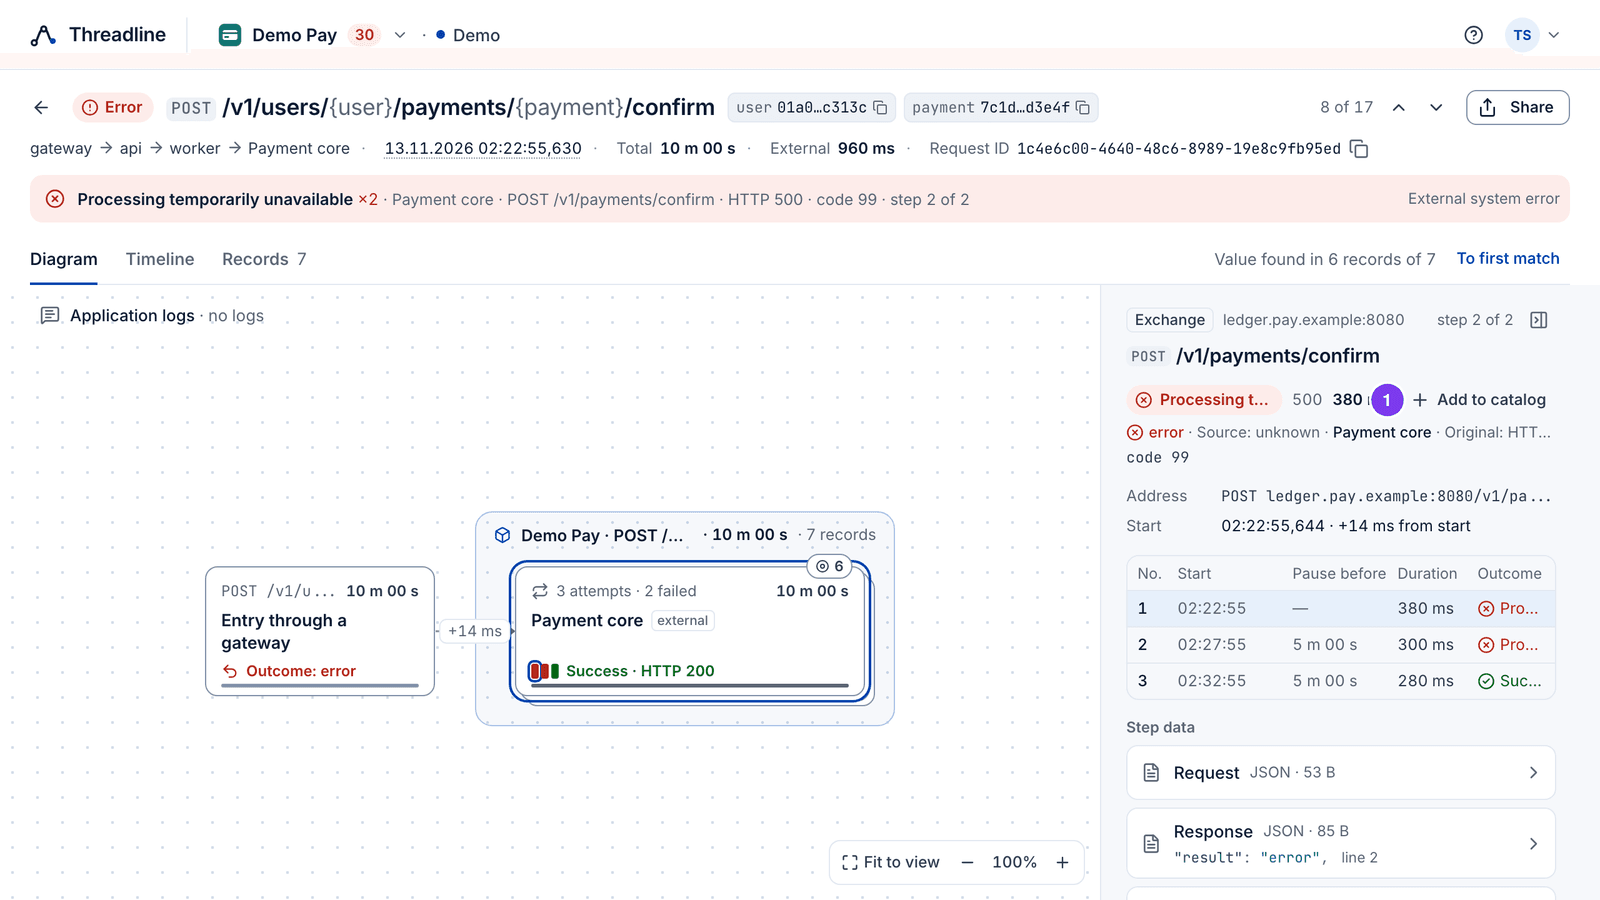 Threadline
Demo Pay 30 · Demo
TS
Error POST /v1/users/{user}/payments/{payment}/confirm user 01a0…c313c payment 7c1d…d3e4f 8 of 17 Share
gateway → api → worker → Payment core · 13.11.2026 02:22:55,630 · Total 10 m 00 s · External 960 ms · Request ID 1c4e6c00-4640-48c6-8989-19e8c9fb95ed
Processing temporarily unavailable ×2 · Payment core · POST /v1/payments/confirm · HTTP 500 · code 99 · step 2 of 2 External system error
Diagram Timeline Records 7 Value found in 6 records of 7 To first match
Application logs · no logs
POST /v1/u... 10 m 00 s
Entry through a
gateway
Outcome: error
+14 ms
Demo Pay · POST /... · 10 m 00 s · 7 records
6
3 attempts · 2 failed 10 m 00 s
Payment core external
Success · HTTP 200
Fit to view − 100% +
Exchange ledger.pay.example:8080 step 2 of 2
POST /v1/payments/confirm
Processing t... 500 380 1 + Add to catalog
error · Source: unknown · Payment core · Original: HTT...
code 99
Address POST ledger.pay.example:8080/v1/pa...
Start 02:22:55,644 · +14 ms from start
No. Start Pause before Duration Outcome
1 02:22:55 — 380 ms Pro...
2 02:27:55 5 m 00 s 300 ms Pro...
3 02:32:55 5 m 00 s 280 ms Suc...
Step data
Request JSON · 53 B
Response JSON · 85 B
"result": "error", line 2